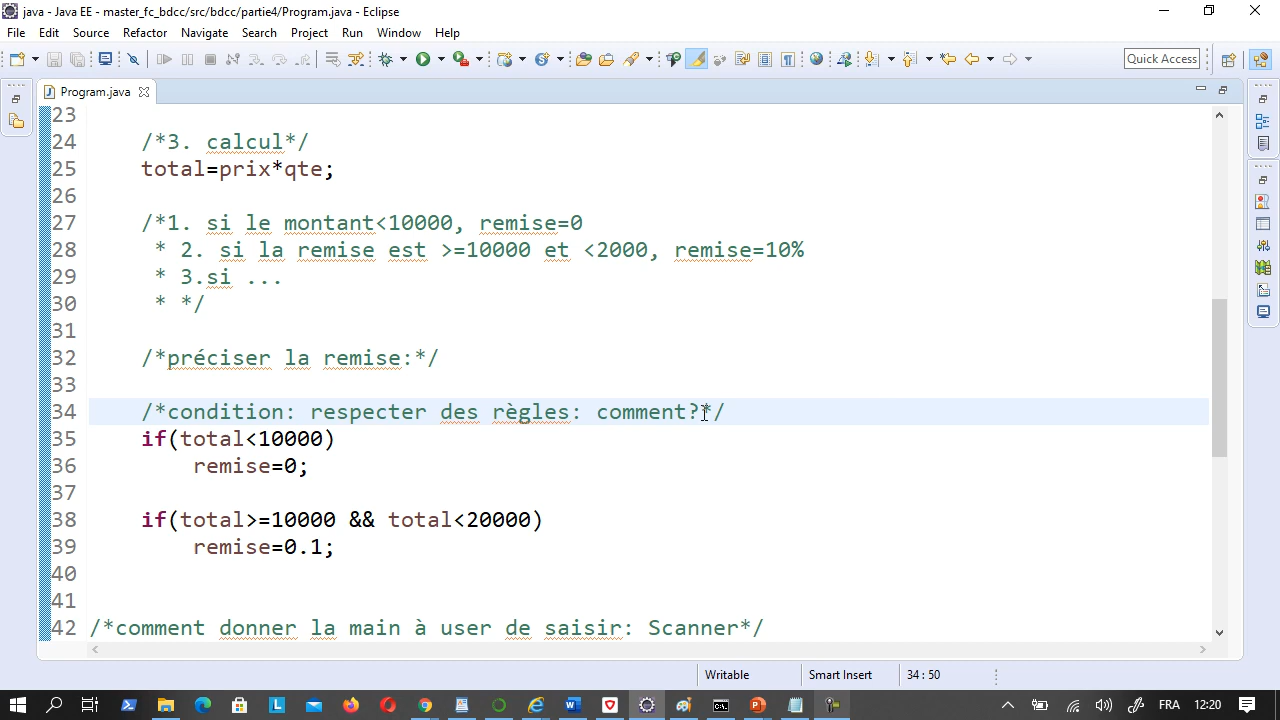 java - Java EE - master_fc_bdcc/src/bdcc/partie4/Program.java - Eclipse
File Edit Source Refactor Navigate Search Project Run Window Help
Quick Access
Program.java
23
24 /*3. calcul*/
25 total=prix*qte;
26
27 /*1. si le montant<10000, remise=0
28 * 2. si la remise est >=10000 et <2000, remise=10%
29 * 3.si ...
30 * */
31
32 /*préciser la remise:*/
33
34 /*condition: respecter des règles: comment?*/
35 if(total<10000)
36 remise=0;
37
38 if(total>=10000 && total<20000)
39 remise=0.1;
40
41
42 /*comment donner la main à user de saisir: Scanner*/
Writable Smart Insert 34 : 50
FRA 12:20